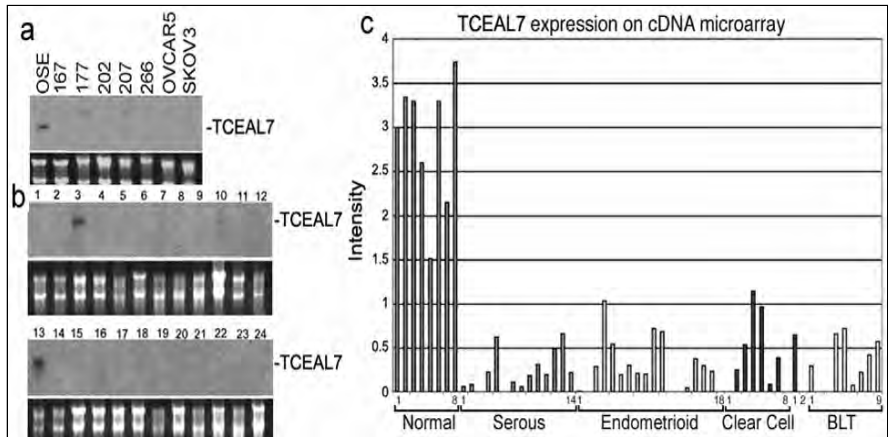 a
OSE
167
177
202
207
266
OVCAR5
SKOV3
-TCEAL7
b
1 2 3 4 5 6 7 8 9 10 11 12
-TCEAL7
13 14 15 16 17 18 19 20 21 22 23 24
-TCEAL7
c
TCEAL7 expression on cDNA microarray
Intensity
4
3.5
3
2.5
2
1.5
1
0.5
0
1 8 1 14 1 18 1 8 1 2 1 9
Normal Serous Endometrioid Clear Cell BLT